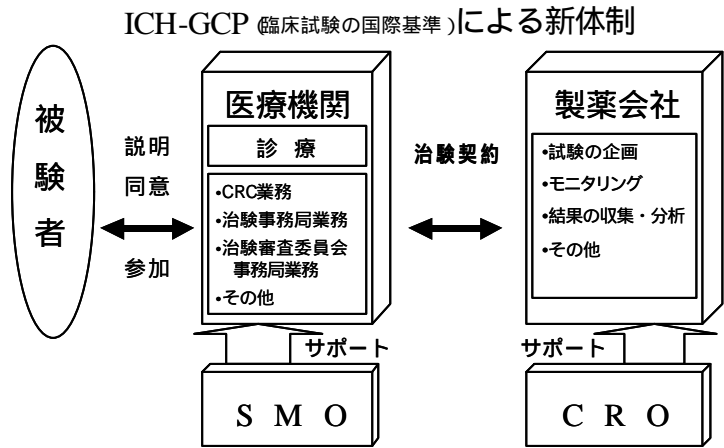 ICH-GCP(臨床試験の国際基準)による新体制
被験者
説明
同意
参加
医療機関
診 療
•CRC業務
•治験事務局業務
•治験審査委員会
事務局業務
•その他
治験契約
製薬会社
•試験の企画
•モニタリング
•結果の収集・分析
•その他
サポート
SMO
サポート
CRO